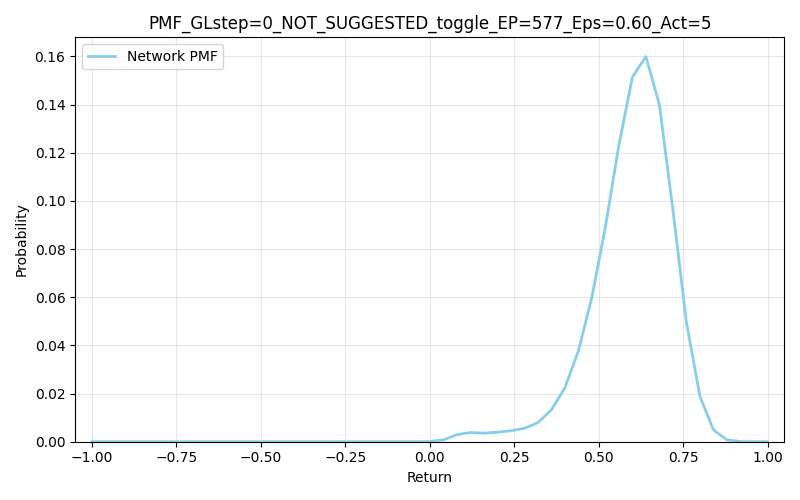 PMF_GLstep=0_NOT_SUGGESTED_toggle_EP=577_Eps=0.60_Act=5
Network PMF
0.16
0.14
0.12
0.10
0.08
0.06
0.04
0.02
0.00
Probability
−1.00 −0.75 −0.50 −0.25 0.00 0.25 0.50 0.75 1.00
Return